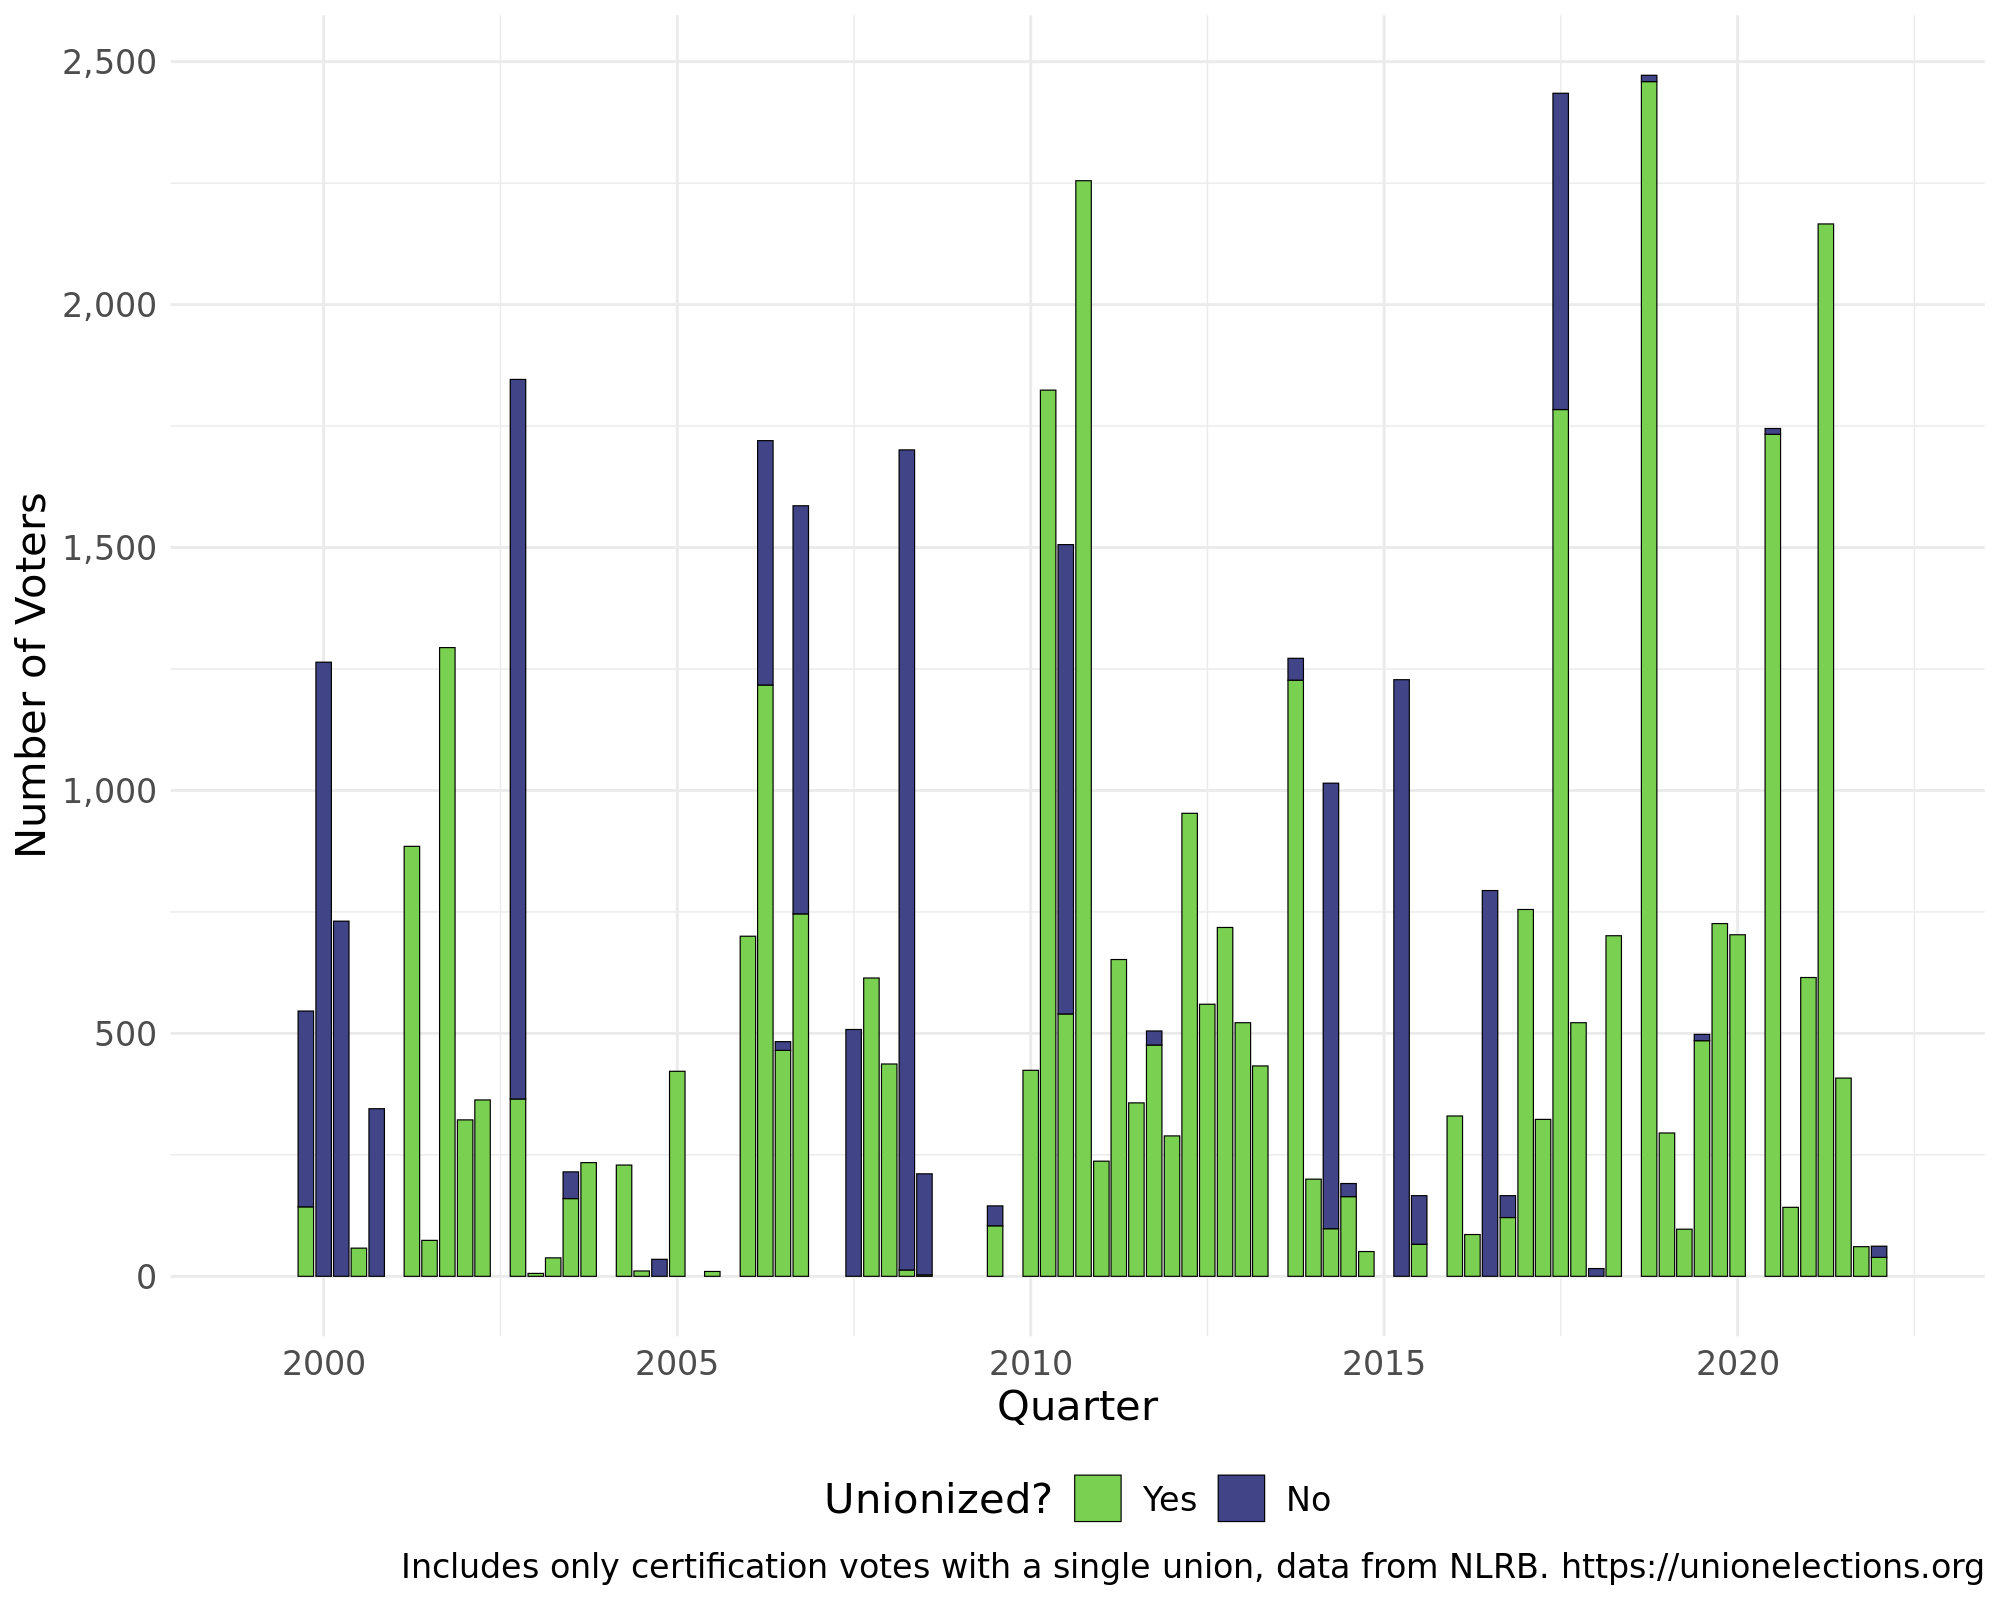 2,500
2,000
1,500
1,000
500
0
Number of Voters
2000 2005 2010 2015 2020
Quarter
Unionized? Yes No
Includes only certification votes with a single union, data from NLRB. https://unionelections.org